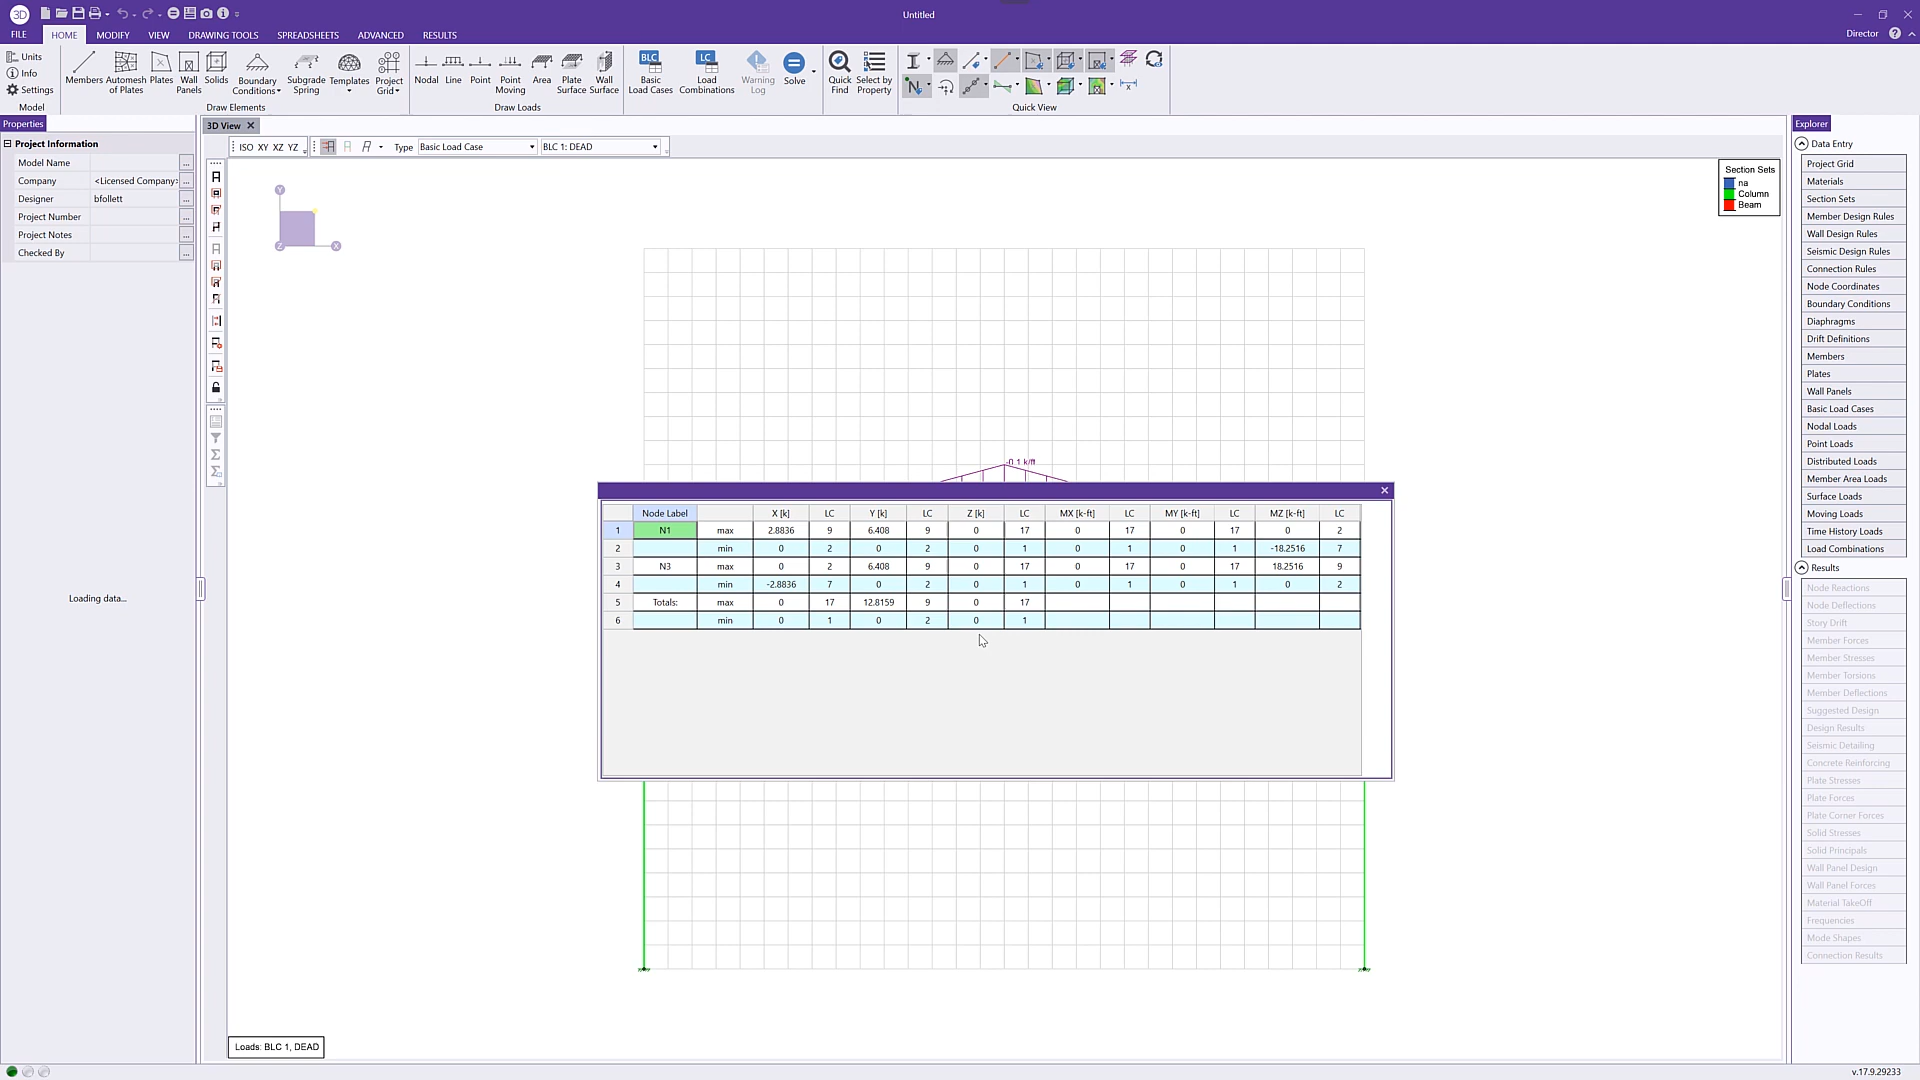 3D
Untitled
FILE HOME MODIFY VIEW DRAWING TOOLS SPREADSHEETS ADVANCED RESULTS
Director
Units
Info
Settings
Model
Members
Automesh of Plates
Plates
Wall Panels
Solids
Boundary Conditions
Subgrade Spring
Templates
Project Grid
Draw Elements
Nodal
Line
Point
Point Moving
Area
Plate Surface
Wall Surface
Draw Loads
BLC
Basic Load Cases
LC
Load Combinations
Warning Log
Solve
Quick Find
Select by Property
Quick View
Properties
Project Information
Model Name ...
Company <Licensed Company> ...
Designer bfollett ...
Project Number ...
Project Notes ...
Checked By ...
Loading data...
3D View
ISO XY XZ YZ
Type Basic Load Case BLC 1: DEAD
Y
Z
X
Section Sets
na
Column
Beam
-0.1 k/ft
Node Label X [k] LC Y [k] LC Z [k] LC MX [k-ft] LC MY [k-ft] LC MZ [k-ft] LC
1 N1 max 2.8836 9 6.408 9 0 17 0 17 0 17 0 2
2 min 0 2 0 2 0 1 0 1 0 1 -18.2516 7
3 N3 max 0 2 6.408 9 0 17 0 17 0 17 18.2516 9
4 min -2.8836 7 0 2 0 1 0 1 0 1 0 2
5 Totals: max 0 17 12.8159 9 0 17
6 min 0 1 0 2 0 1
Loads: BLC 1, DEAD
Explorer
Data Entry
Project Grid
Materials
Section Sets
Member Design Rules
Wall Design Rules
Seismic Design Rules
Connection Rules
Node Coordinates
Boundary Conditions
Diaphragms
Drift Definitions
Members
Plates
Wall Panels
Basic Load Cases
Nodal Loads
Point Loads
Distributed Loads
Member Area Loads
Surface Loads
Moving Loads
Time History Loads
Load Combinations
Results
Node Reactions
Node Deflections
Story Drift
Member Forces
Member Stresses
Member Torsions
Member Deflections
Suggested Design
Design Results
Seismic Detailing
Concrete Reinforcing
Plate Stresses
Plate Forces
Plate Corner Forces
Solid Stresses
Solid Principals
Wall Panel Design
Wall Panel Forces
Material TakeOff
Frequencies
Mode Shapes
Connection Results
v.17.9.29233